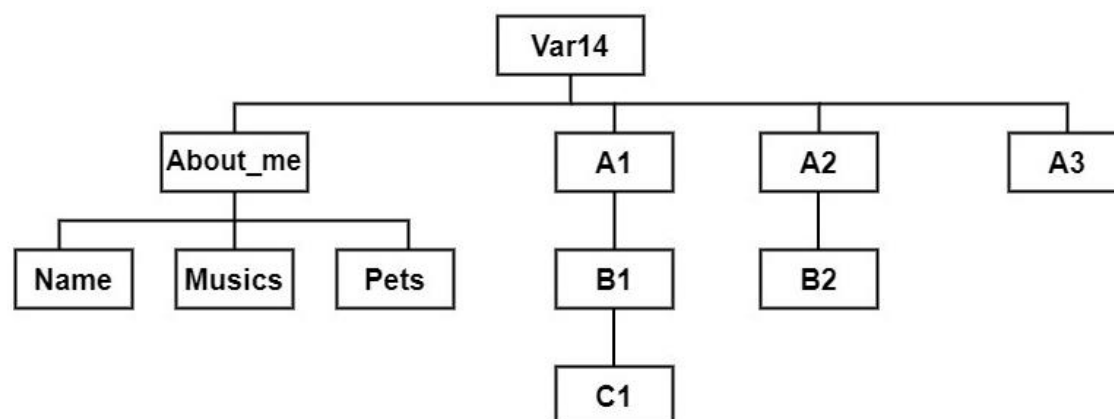 Var14
About_me
A1
A2
A3
Name
Musics
Pets
B1
B2
C1